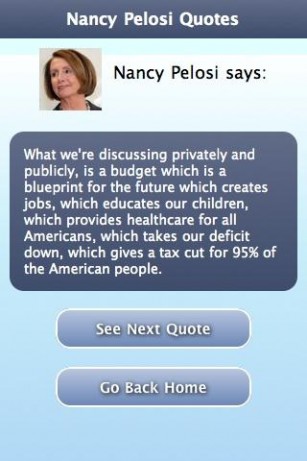 Nancy Pelosi Quotes
Nancy Pelosi says:
What we're discussing privately and
publicly, is a budget which is a
blueprint for the future which creates
jobs, which educates our children,
which provides healthcare for all
Americans, which takes our deficit
down, which gives a tax cut for 95% of
the American people.
See Next Quote
Go Back Home